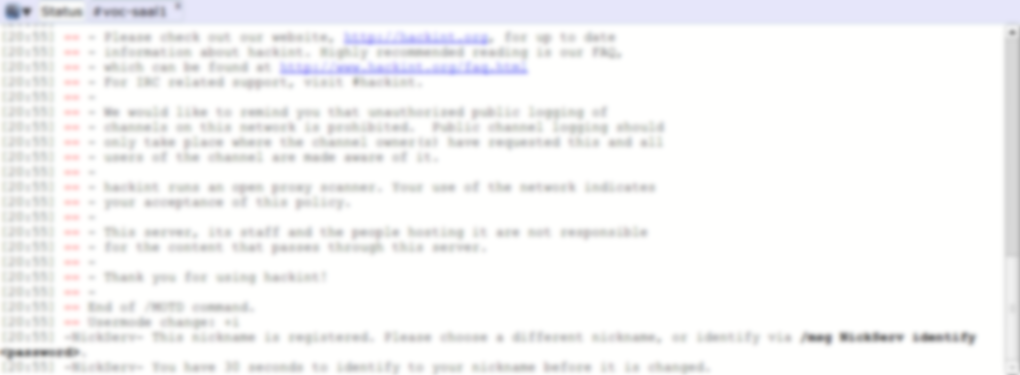 Status #voc-saal1
[20:55] == - Please check out our website, http://hackint.org, for up to date
[20:55] == - information about hackint. Highly recommended reading is our FAQ,
[20:55] == - which can be found at http://www.hackint.org/faq.html
[20:55] == - For IRC related support, visit #hackint.
[20:55] == -
[20:55] == - We would like to remind you that unauthorized public logging of
[20:55] == - channels on this network is prohibited.  Public channel logging should
[20:55] == - only take place where the channel owner(s) have requested this and all
[20:55] == - users of the channel are made aware of it.
[20:55] == -
[20:55] == - hackint runs an open proxy scanner. Your use of the network indicates
[20:55] == - your acceptance of this policy.
[20:55] == -
[20:55] == - This server, its staff and the people hosting it are not responsible
[20:55] == - for the content that passes through this server.
[20:55] == -
[20:55] == - Thank you for using hackint!
[20:55] == -
[20:55] == End of /MOTD command.
[20:55] == Usermode change: +i
[20:55] -NickServ- This nickname is registered. Please choose a different nickname, or identify via /msg NickServ identify
<password>.
[20:55] -NickServ- You have 30 seconds to identify to your nickname before it is changed.